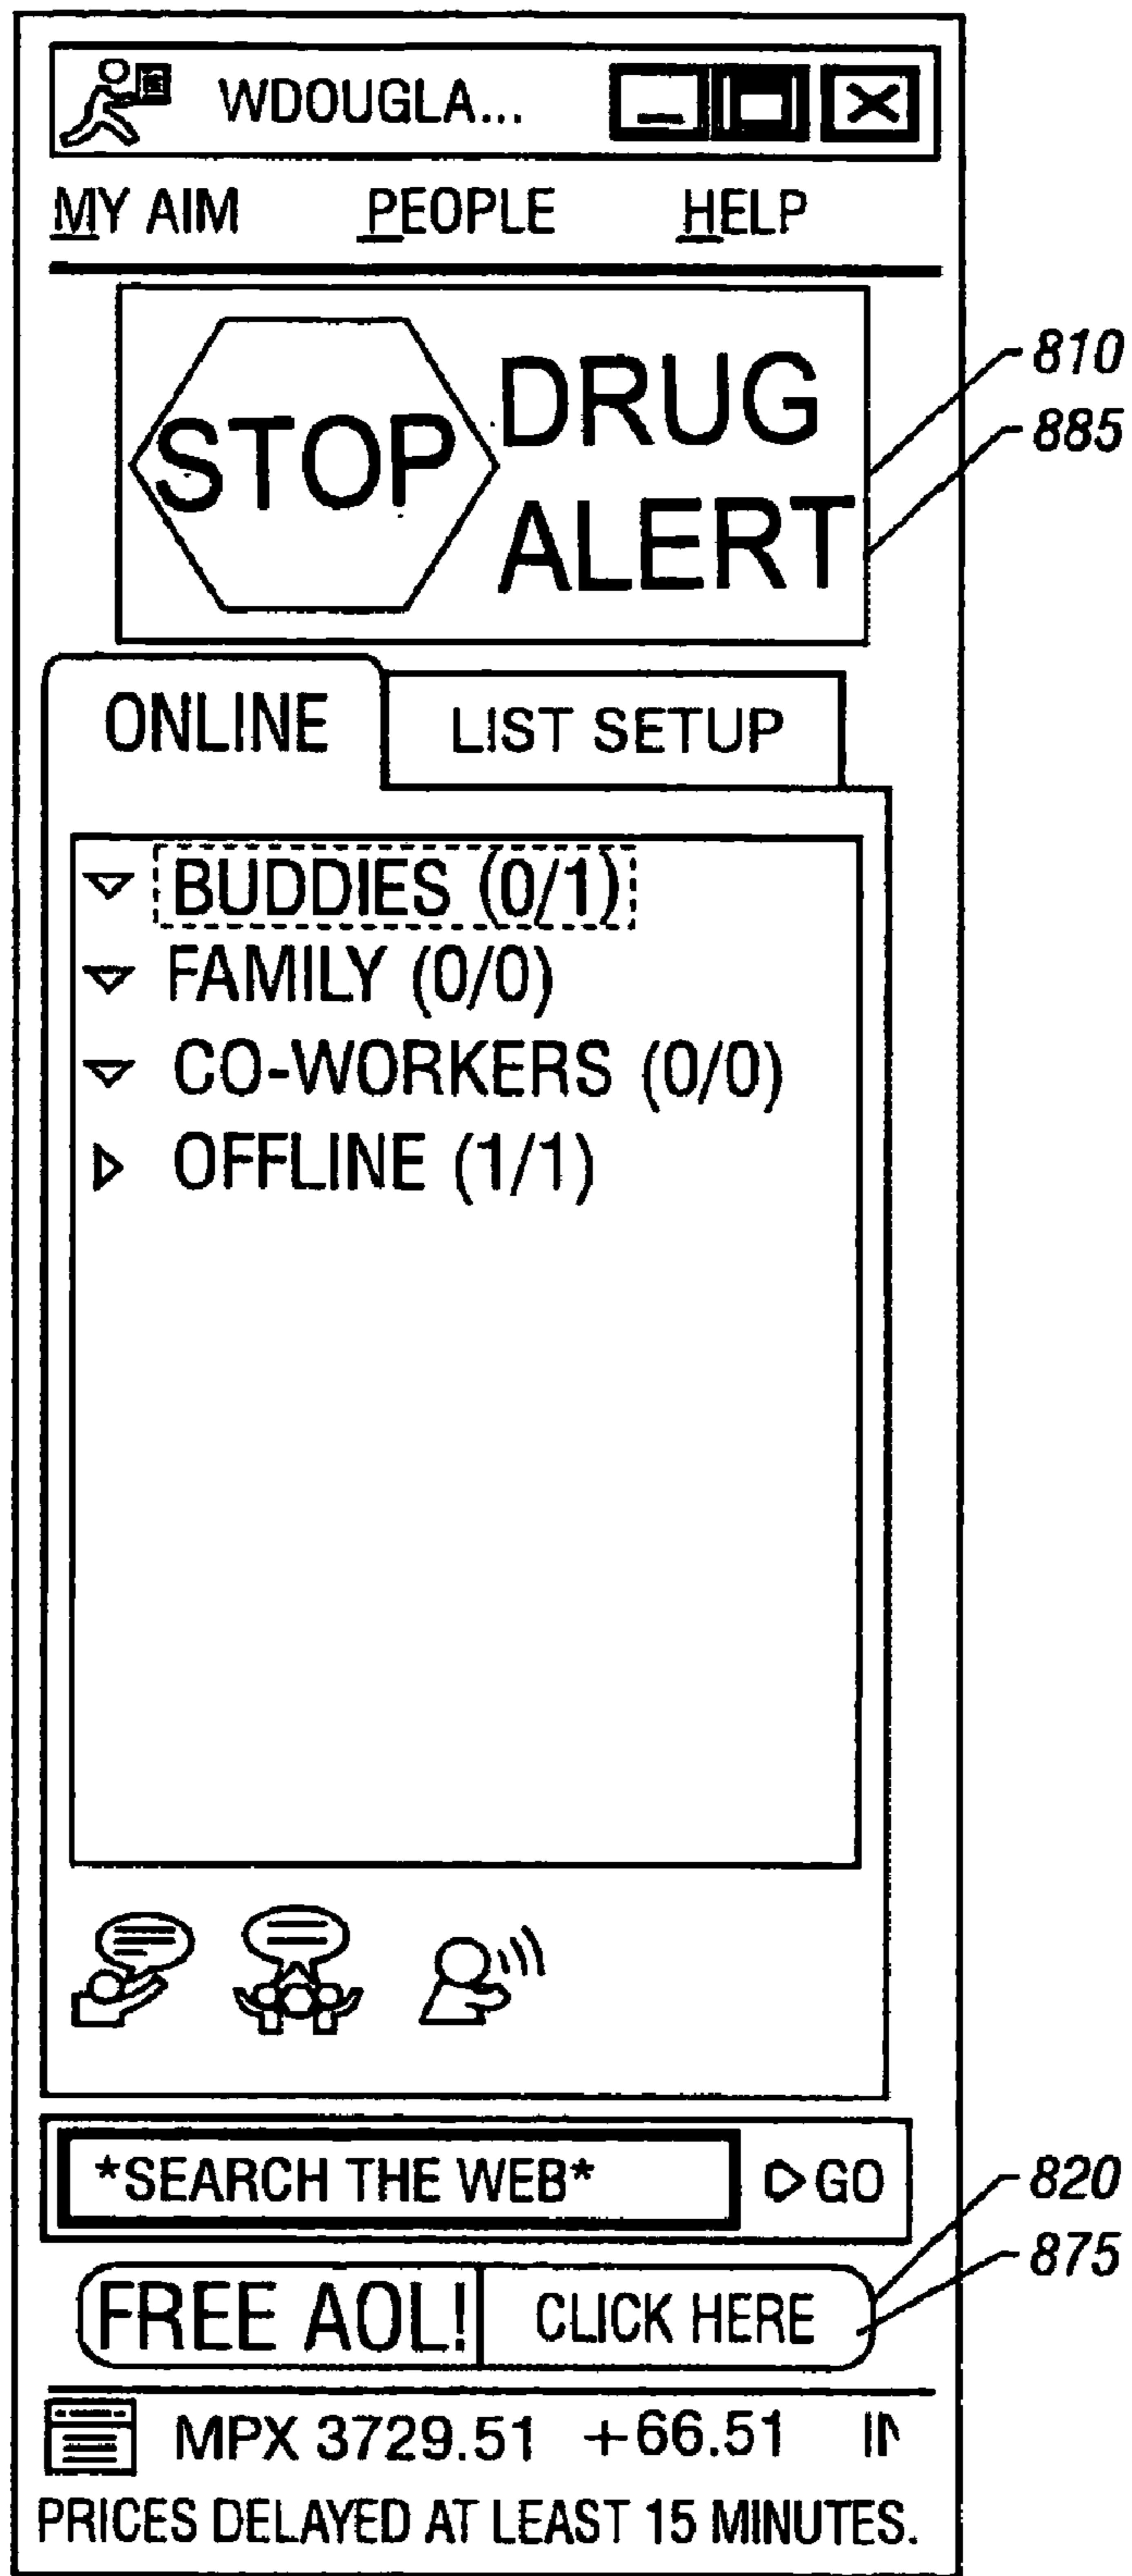 WDOUGLA...
MY AIM PEOPLE HELP
STOP DRUG ALERT
810
885
ONLINE LIST SETUP
BUDDIES (0/1)
FAMILY (0/0)
CO-WORKERS (0/0)
OFFLINE (1/1)
*SEARCH THE WEB* GO
820
875
FREE AOL! CLICK HERE
MPX 3729.51 +66.51
PRICES DELAYED AT LEAST 15 MINUTES.